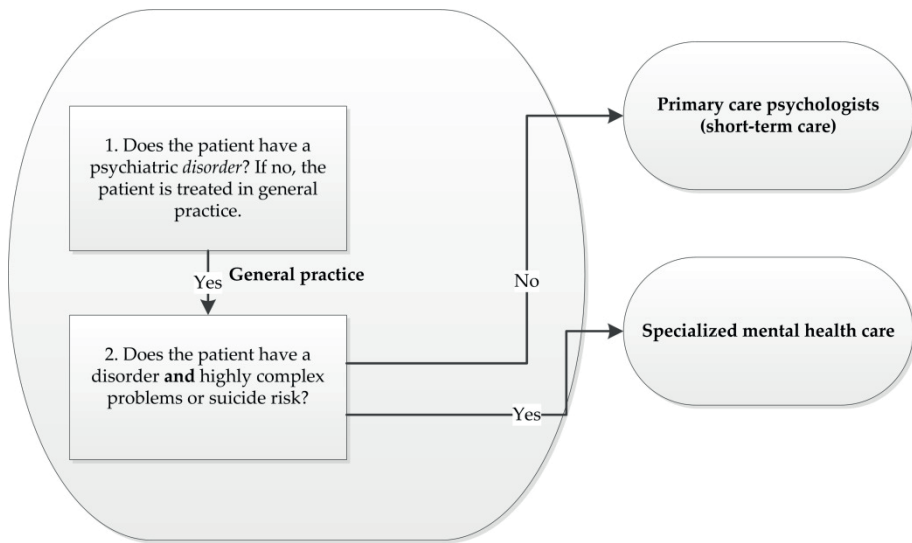 1. Does the patient have a
psychiatric disorder? If no, the
patient is treated in general
practice.
Yes
General practice
2. Does the patient have a
disorder and highly complex
problems or suicide risk?
No
Yes
Primary care psychologists
(short-term care)
Specialized mental health care